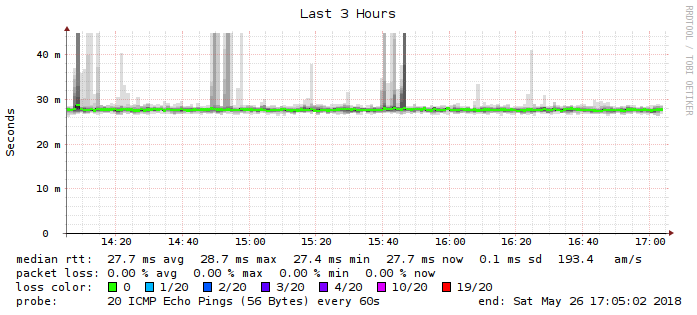 Last 3 Hours
RRDTOOL / TOBI OETIKER
Seconds
40 m
30 m
20 m
10 m
0
14:20 14:40 15:00 15:20 15:40 16:00 16:20 16:40 17:00
median rtt: 27.7 ms avg 28.7 ms max 27.4 ms min 27.7 ms now 0.1 ms sd 193.4 am/s
packet loss: 0.00 % avg 0.00 % max 0.00 % min 0.00 % now
loss color: 0 1/20 2/20 3/20 4/20 10/20 19/20
probe: 20 ICMP Echo Pings (56 Bytes) every 60s end: Sat May 26 17:05:02 2018